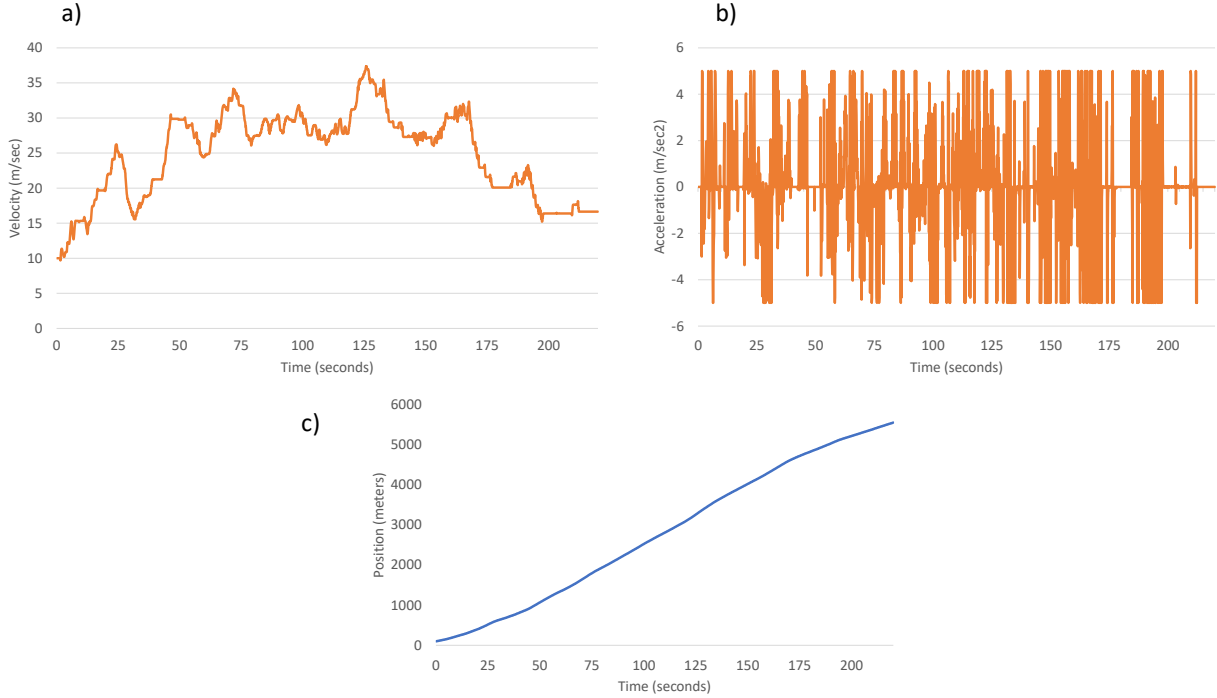 a)
Velocity (m/sec)
40
35
30
25
20
15
10
5
0
0 25 50 75 100 125 150 175 200
Time (seconds)
b)
Acceleration (m/sec2)
6
4
2
0
-2
-4
-6
0 25 50 75 100 125 150 175 200
Time (seconds)
c)
Position (meters)
6000
5000
4000
3000
2000
1000
0
0 25 50 75 100 125 150 175 200
Time (seconds)